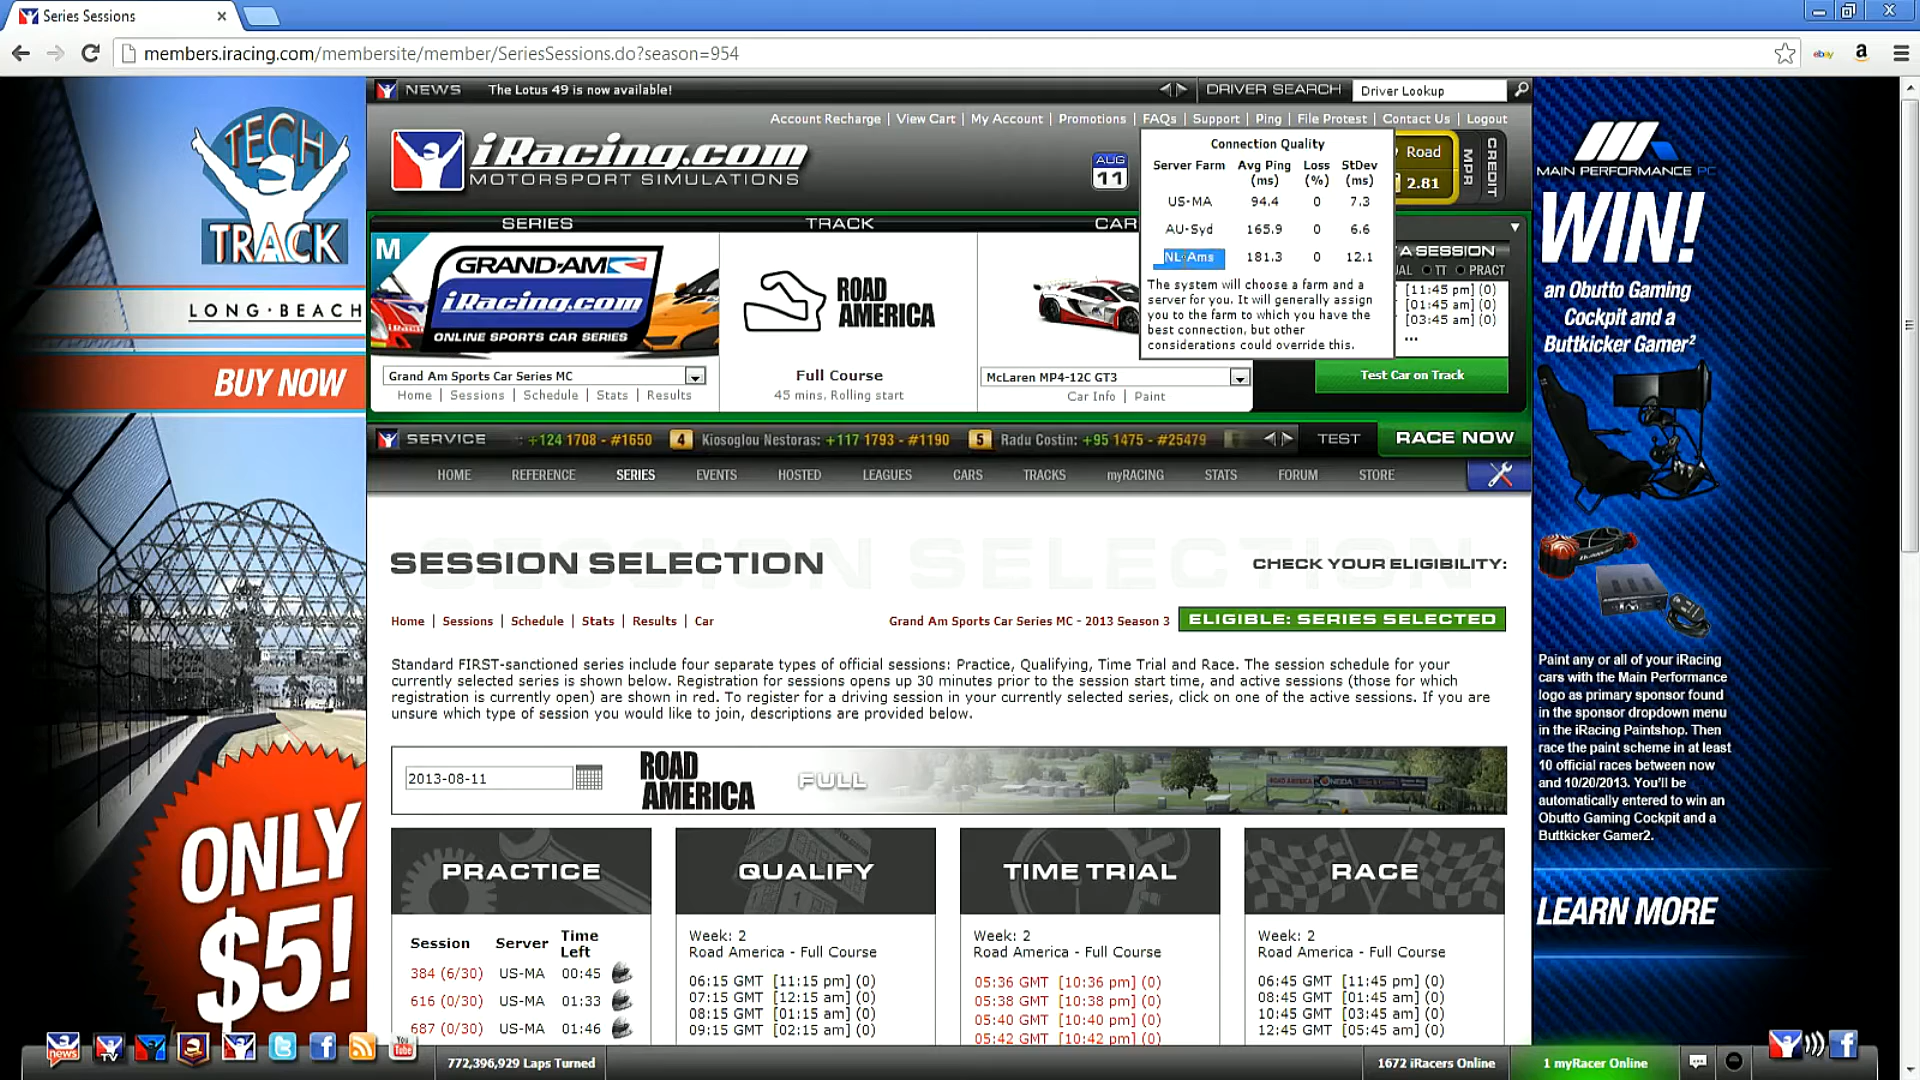 Series Sessions
members.iracing.com/membersite/member/SeriesSessions.do?season=954
NEWS The Lotus 49 is now available! DRIVER SEARCH Driver Lookup
Account Recharge | View Cart | My Account | Promotions | FAQs | Support | Ping | File Protest | Contact Us | Logout
iRacing.com
MOTORSPORT SIMULATIONS
AUG
11
Connection Quality
Server Farm Avg Ping (ms) Loss (%) StDev (ms)
US-MA 94.4 0 7.3
AU-Syd 165.9 0 6.6
NL-Ams 181.3 0 12.1
The system will choose a farm and a
server for you. It will generally assign
you to the farm to which you have the
best connection, but other
considerations could override this.
Road
2.81
MPR
CREDIT
SERIES TRACK CAR
M
GRAND-AM
iRacing.com
ONLINE SPORTS CAR SERIES
Grand Am Sports Car Series MC
Home | Sessions | Schedule | Stats | Results
ROAD
AMERICA
Full Course
45 mins. Rolling start
McLaren MP4-12C GT3
Car Info | Paint
A SESSION
AL TT PRACT
[11:45 pm] (0)
[01:45 am] (0)
[03:45 am] (0)
...
Test Car on Track
SERVICE : +124 1708 - #1650 4 Kiosoglou Nestoras: +117 1793 - #1190 5 Radu Costin: +95 1475 - #25479 TEST RACE NOW
HOME REFERENCE SERIES EVENTS HOSTED LEAGUES CARS TRACKS myRACING STATS FORUM STORE
SESSION SELECTION
SESSION SELECTION
CHECK YOUR ELIGIBILITY:
Home | Sessions | Schedule | Stats | Results | Car
Grand Am Sports Car Series MC - 2013 Season 3 ELIGIBLE: SERIES SELECTED
Standard FIRST-sanctioned series include four separate types of official sessions: Practice, Qualifying, Time Trial and Race. The session schedule for your
currently selected series is shown below. Registration for sessions opens up 30 minutes prior to the session start time, and active sessions (those for which
registration is currently open) are shown in red. To register for a driving session in your currently selected series, click on one of the active sessions. If you are
unsure which type of session you would like to join, descriptions are provided below.
2013-08-11
ROAD
AMERICA
FULL
PRACTICE
Session Server Time Left
384 (6/30) US-MA 00:45
616 (0/30) US-MA 01:33
687 (0/30) US-MA 01:46
QUALIFY
Week: 2
Road America - Full Course
06:15 GMT [11:15 pm] (0)
07:15 GMT [12:15 am] (0)
08:15 GMT [01:15 am] (0)
09:15 GMT [02:15 am] (0)
TIME TRIAL
Week: 2
Road America - Full Course
05:36 GMT [10:36 pm] (0)
05:38 GMT [10:38 pm] (0)
05:40 GMT [10:40 pm] (0)
05:42 GMT [10:42 pm] (0)
RACE
Week: 2
Road America - Full Course
06:45 GMT [11:45 pm] (0)
08:45 GMT [01:45 am] (0)
10:45 GMT [03:45 am] (0)
12:45 GMT [05:45 am] (0)
TECH
TRACK
LONG·BEACH
BUY NOW
ONLY
$5!
MAIN PERFORMANCE PC
WIN!
an Obutto Gaming
Cockpit and a
Buttkicker Gamer2
Paint any or all of your iRacing
cars with the Main Performance
logo as primary sponsor found
in the sponsor dropdown menu
in the iRacing Paintshop. Then
race the paint scheme in at least
10 official races between now
and 10/20/2013. You'll be
automatically entered to win an
Obutto Gaming Cockpit and a
Buttkicker Gamer2.
LEARN MORE
772,396,929 Laps Turned
1672 iRacers Online
1 myRacer Online